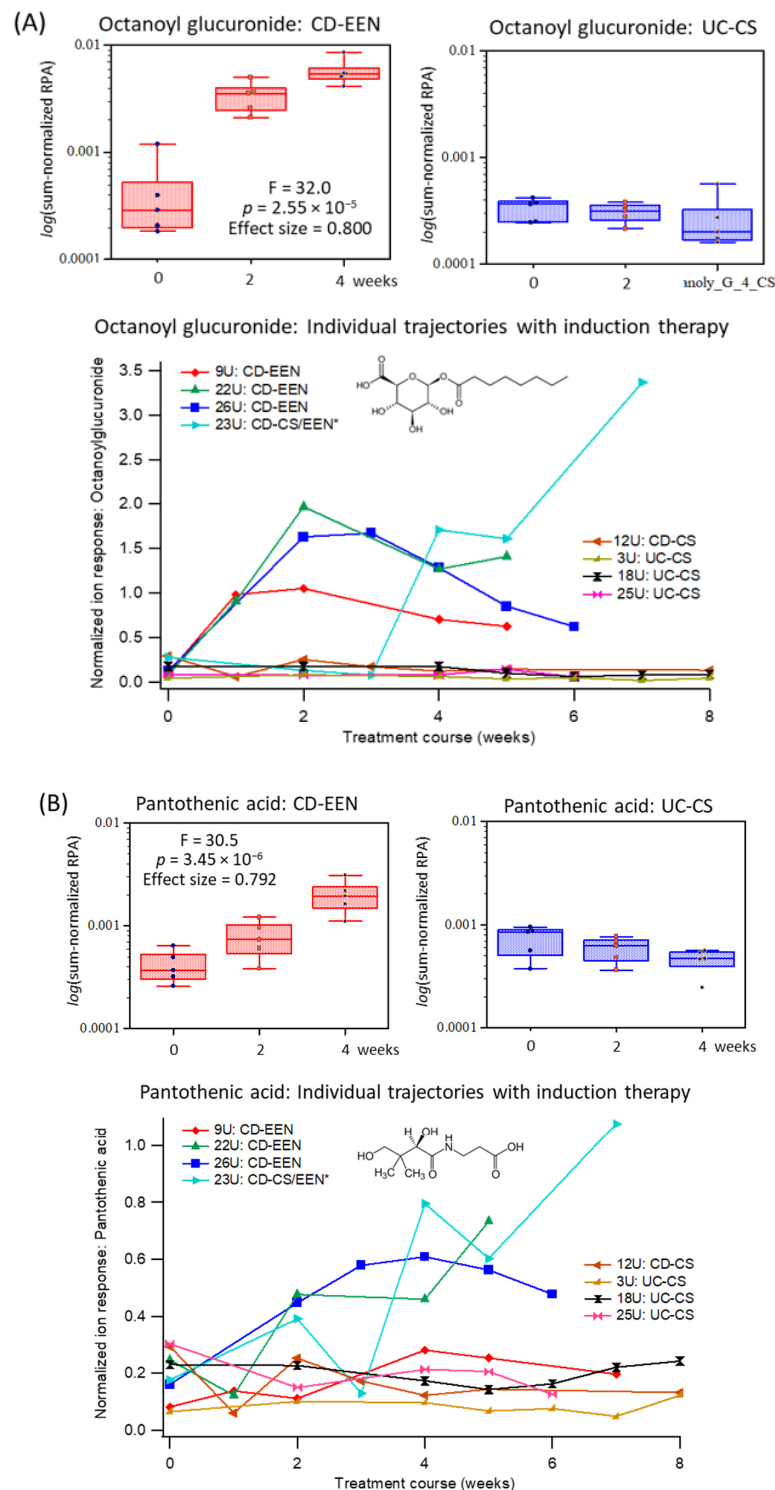 (A)
Octanoyl glucuronide: CD-EEN
Octanoyl glucuronide: UC-CS
log(sum-normalized RPA)
0.01
0.001
0.0001
F = 32.0
p = 2.55 × 10⁻⁵
Effect size = 0.800
0 2 4 weeks
log(sum-normalized RPA)
0.01
0.001
0.0001
0 2 anoly_G_4_CS
Octanoyl glucuronide: Individual trajectories with induction therapy
9U: CD-EEN
22U: CD-EEN
26U: CD-EEN
23U: CD-CS/EEN*
HO O O O O HO OH OH
12U: CD-CS
3U: UC-CS
18U: UC-CS
25U: UC-CS
Normalized ion response: Octanoylglucuronide
3.5
3.0
2.5
2.0
1.5
1.0
0.5
0.0
0 2 4 6 8
Treatment course (weeks)
(B)
Pantothenic acid: CD-EEN
Pantothenic acid: UC-CS
log(sum-normalized RPA)
0.01
0.001
0.0001
F = 30.5
p = 3.45 × 10⁻⁶
Effect size = 0.792
0 2 4 weeks
log(sum-normalized RPA)
0.01
0.001
0.0001
0 2 4 weeks
Pantothenic acid: Individual trajectories with induction therapy
9U: CD-EEN
22U: CD-EEN
26U: CD-EEN
23U: CD-CS/EEN*
HO OH H N OH H₃C CH₃ O O
12U: CD-CS
3U: UC-CS
18U: UC-CS
25U: UC-CS
Normalized ion response: Pantothenic acid
1.0
0.8
0.6
0.4
0.2
0.0
0 2 4 6 8
Treatment course (weeks)